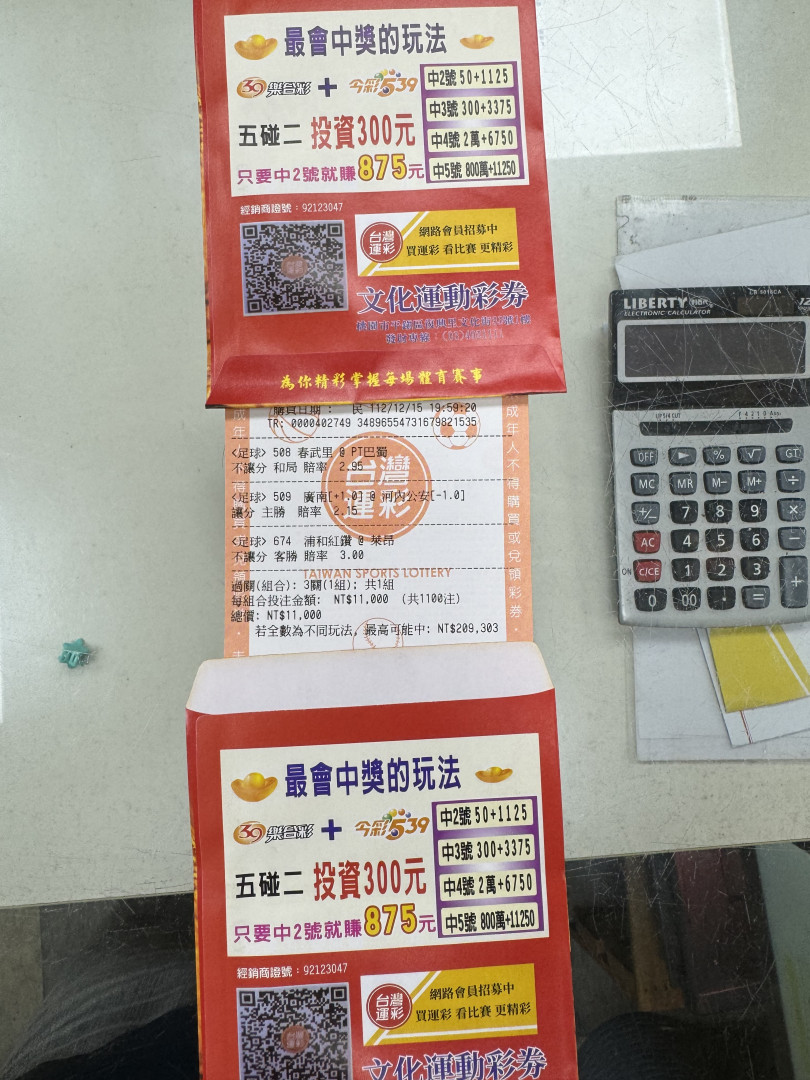 最會中獎的玩法
39樂合彩 + 今彩539
五碰二 投資300元
只要中2號就賺875元
中2號 50+1125
中3號 300+3375
中4號 2萬+6750
中5號 800萬+11250
經銷商證號：92123047
台灣運彩
網路會員招募中
買運彩 看比賽 更精彩
文化運動彩券
為你精彩掌握每場體育賽事
購買日期： 民 112/12/15 19:59:20
TR: 0000402749 34896554731679821535
<足球> 508 春武里 @ PT巴蜀
不讓分 和局 賠率 2.95
<足球> 509 廣南[+1.0] @ 河內公安[-1.0]
讓分 主勝 賠率 2.15
<足球> 674 浦和紅鑽 @ 萊昂
不讓分 客勝 賠率 3.00
台灣運彩
TAIWAN SPORTS LOTTERY
過關(組合): 3關(1組): 共1組
每組合投注金額: NT$11,000 (共1100注)
總價: NT$11,000
若全數為不同玩法, 最高可能中: NT$209,303
成年人不得購買或兌領彩券。
最會中獎的玩法
39樂合彩 + 今彩539
五碰二 投資300元
只要中2號就賺875元
中2號 50+1125
中3號 300+3375
中4號 2萬+6750
中5號 800萬+11250
經銷商證號：92123047
台灣運彩
網路會員招募中
買運彩 看比賽 更精彩
文化運動彩券
LIBERTY
ELECTRONIC CALCULATOR
OFF ► % √ GT
MC MR M- M+ ÷
+/- 7 8 9 ×
AC 4 5 6 −
ON C/CE 1 2 3 +
0 00 · =